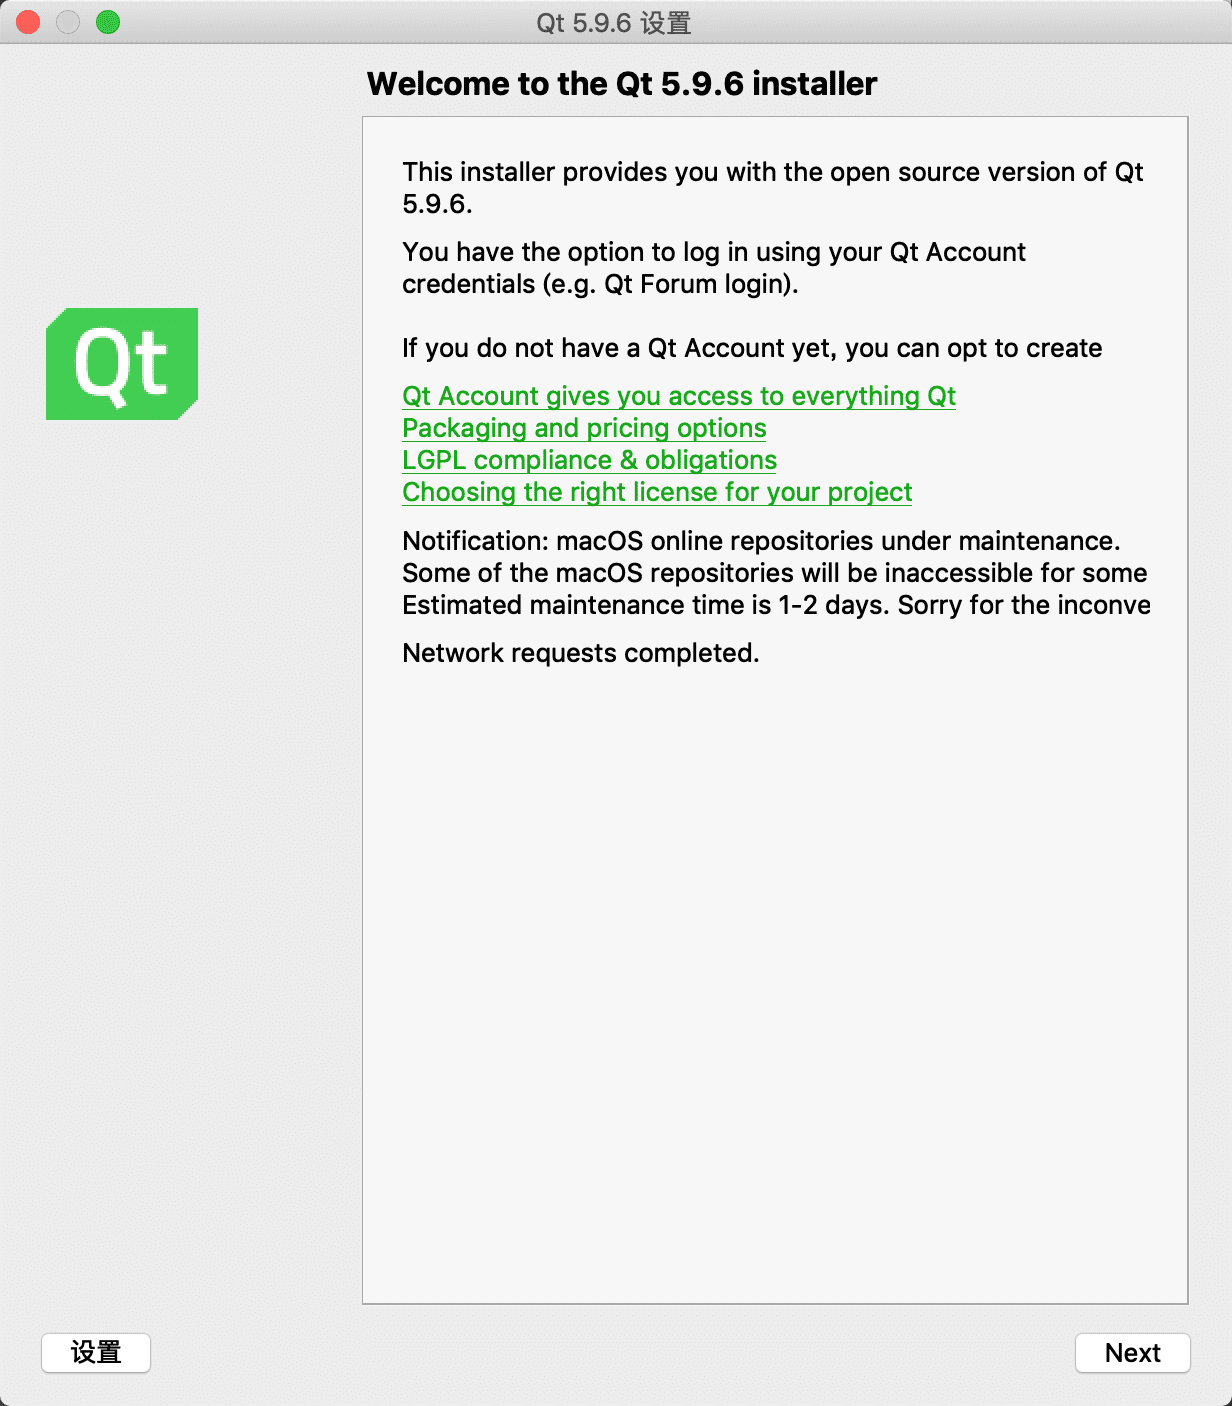 Qt 5.9.6 设置
Welcome to the Qt 5.9.6 installer
This installer provides you with the open source version of Qt
5.9.6.
You have the option to log in using your Qt Account
credentials (e.g. Qt Forum login).
Qt
If you do not have a Qt Account yet, you can opt to create
Qt Account gives you access to everything Qt
Packaging and pricing options
LGPL compliance & obligations
Choosing the right license for your project
Notification: macOS online repositories under maintenance.
Some of the macOS repositories will be inaccessible for some
Estimated maintenance time is 1-2 days. Sorry for the inconve
Network requests completed.
设置
Next